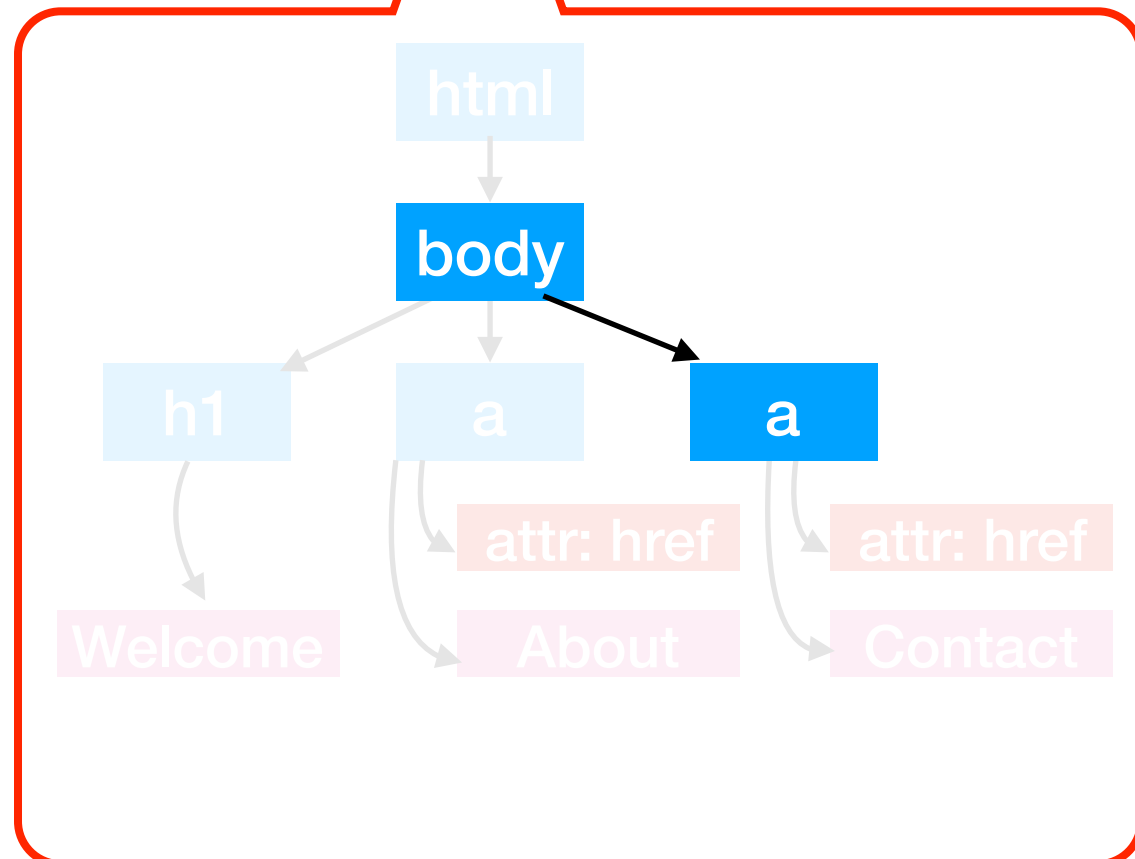 html
body
h1
a
a
attr: href
attr: href
Welcome
About
Contact